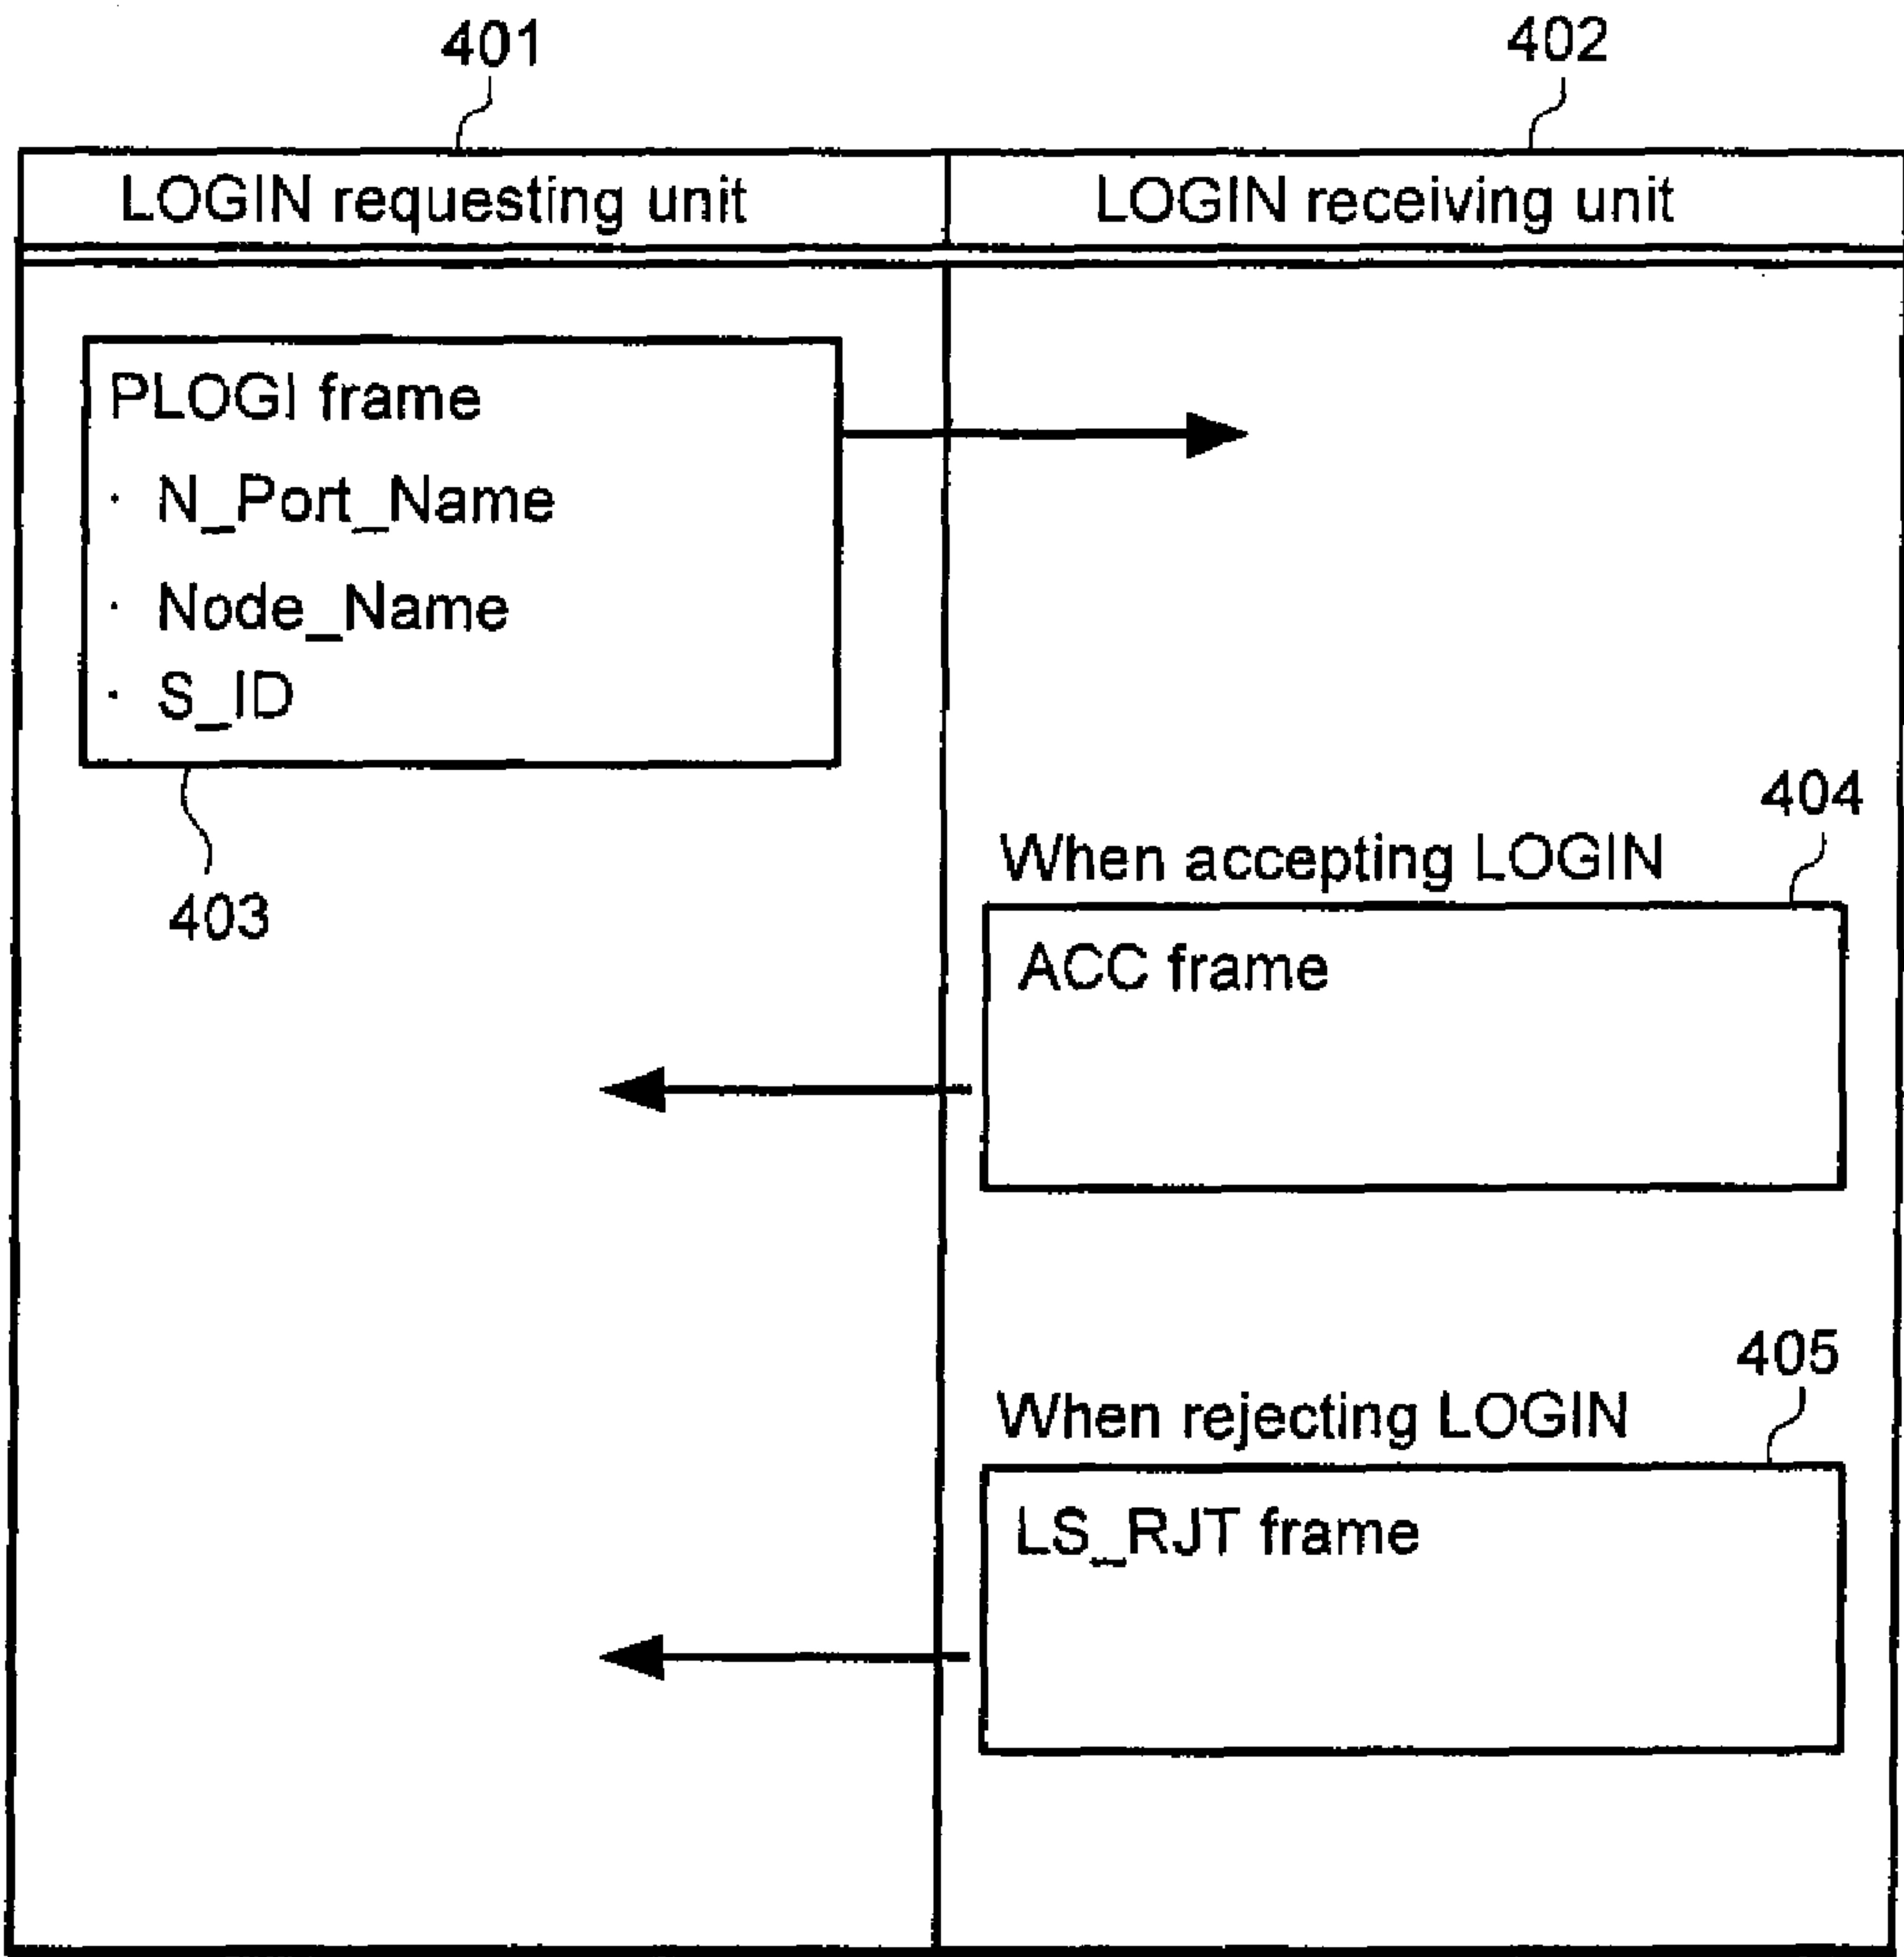 401
402
LOGIN requesting unit
LOGIN receiving unit
PLOGI frame
· N_Port_Name
· Node_Name
· S_ID
403
404
When accepting LOGIN
ACC frame
405
When rejecting LOGIN
LS_RJT frame